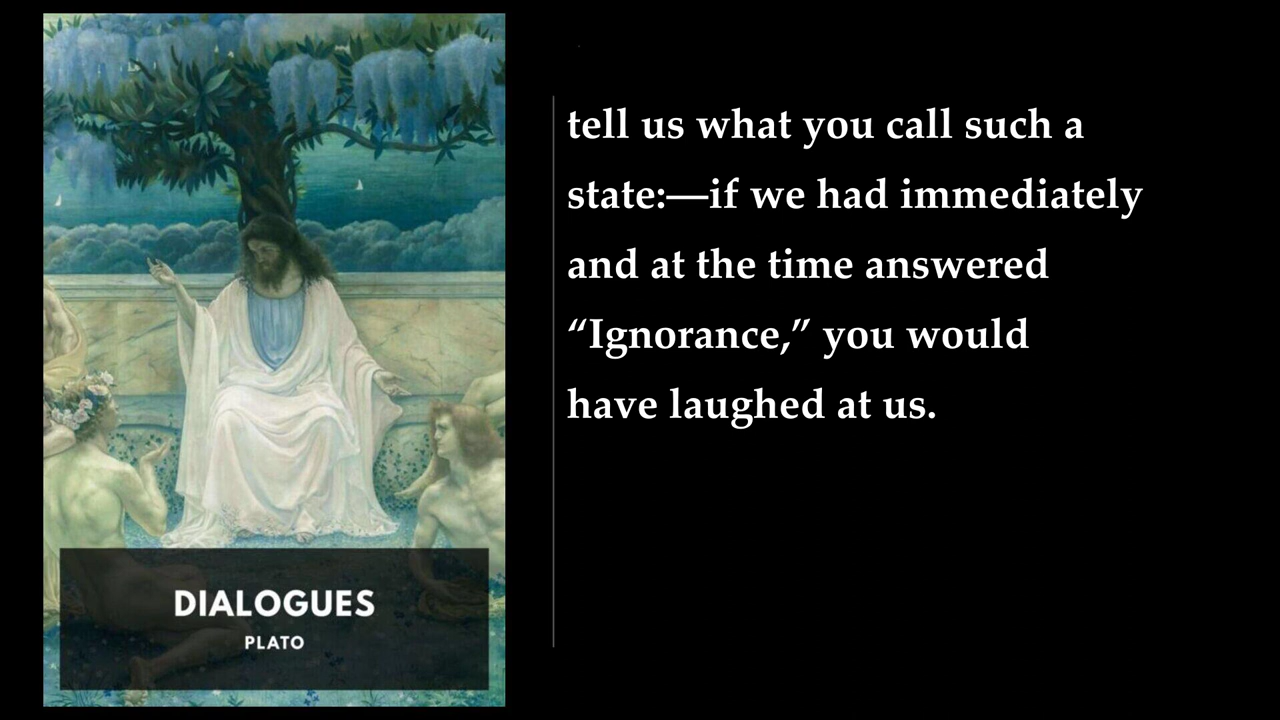 tell us what you call such a
state:—if we had immediately
and at the time answered
“Ignorance,” you would
have laughed at us.
DIALOGUES
PLATO